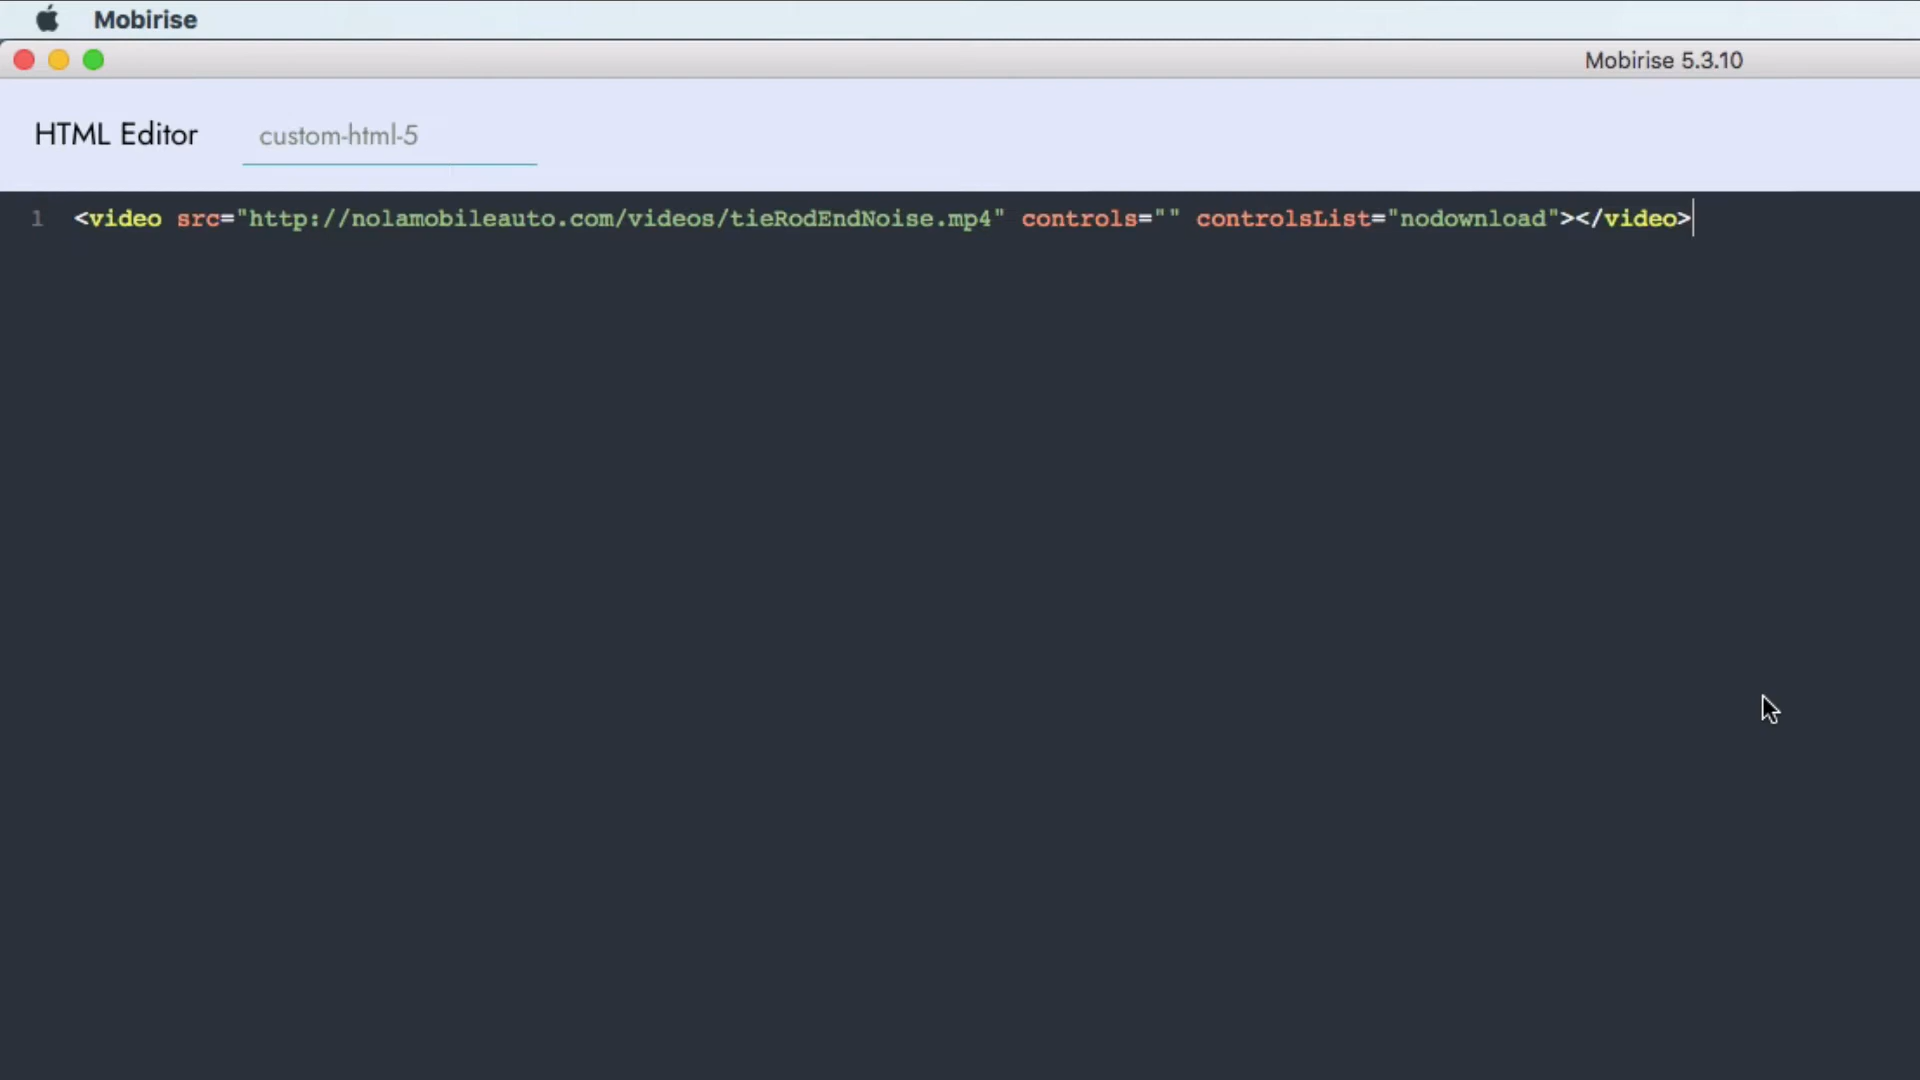 Mobirise
Mobirise 5.3.10
HTML Editor custom-html-5
1 <video src="http://nolamobileauto.com/videos/tieRodEndNoise.mp4" controls="" controlsList="nodownload"></video>